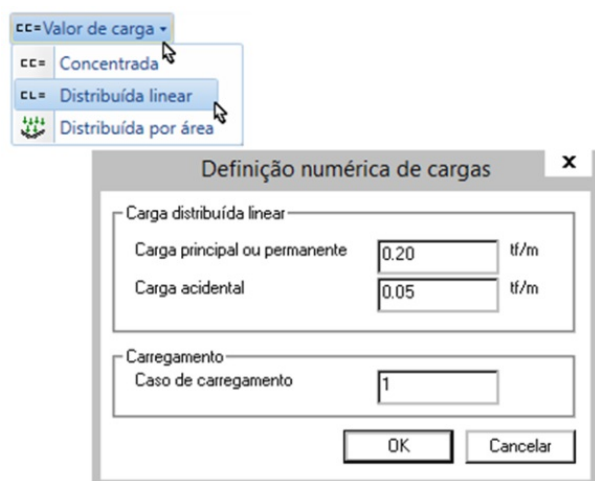 CC=Valor de carga
CC= Concentrada
CL= Distribuída linear
Distribuída por área
Definição numérica de cargas
x
Carga distribuída linear
Carga principal ou permanente 0.20 tf/m
Carga acidental 0.05 tf/m
Carregamento
Caso de carregamento 1
OK Cancelar